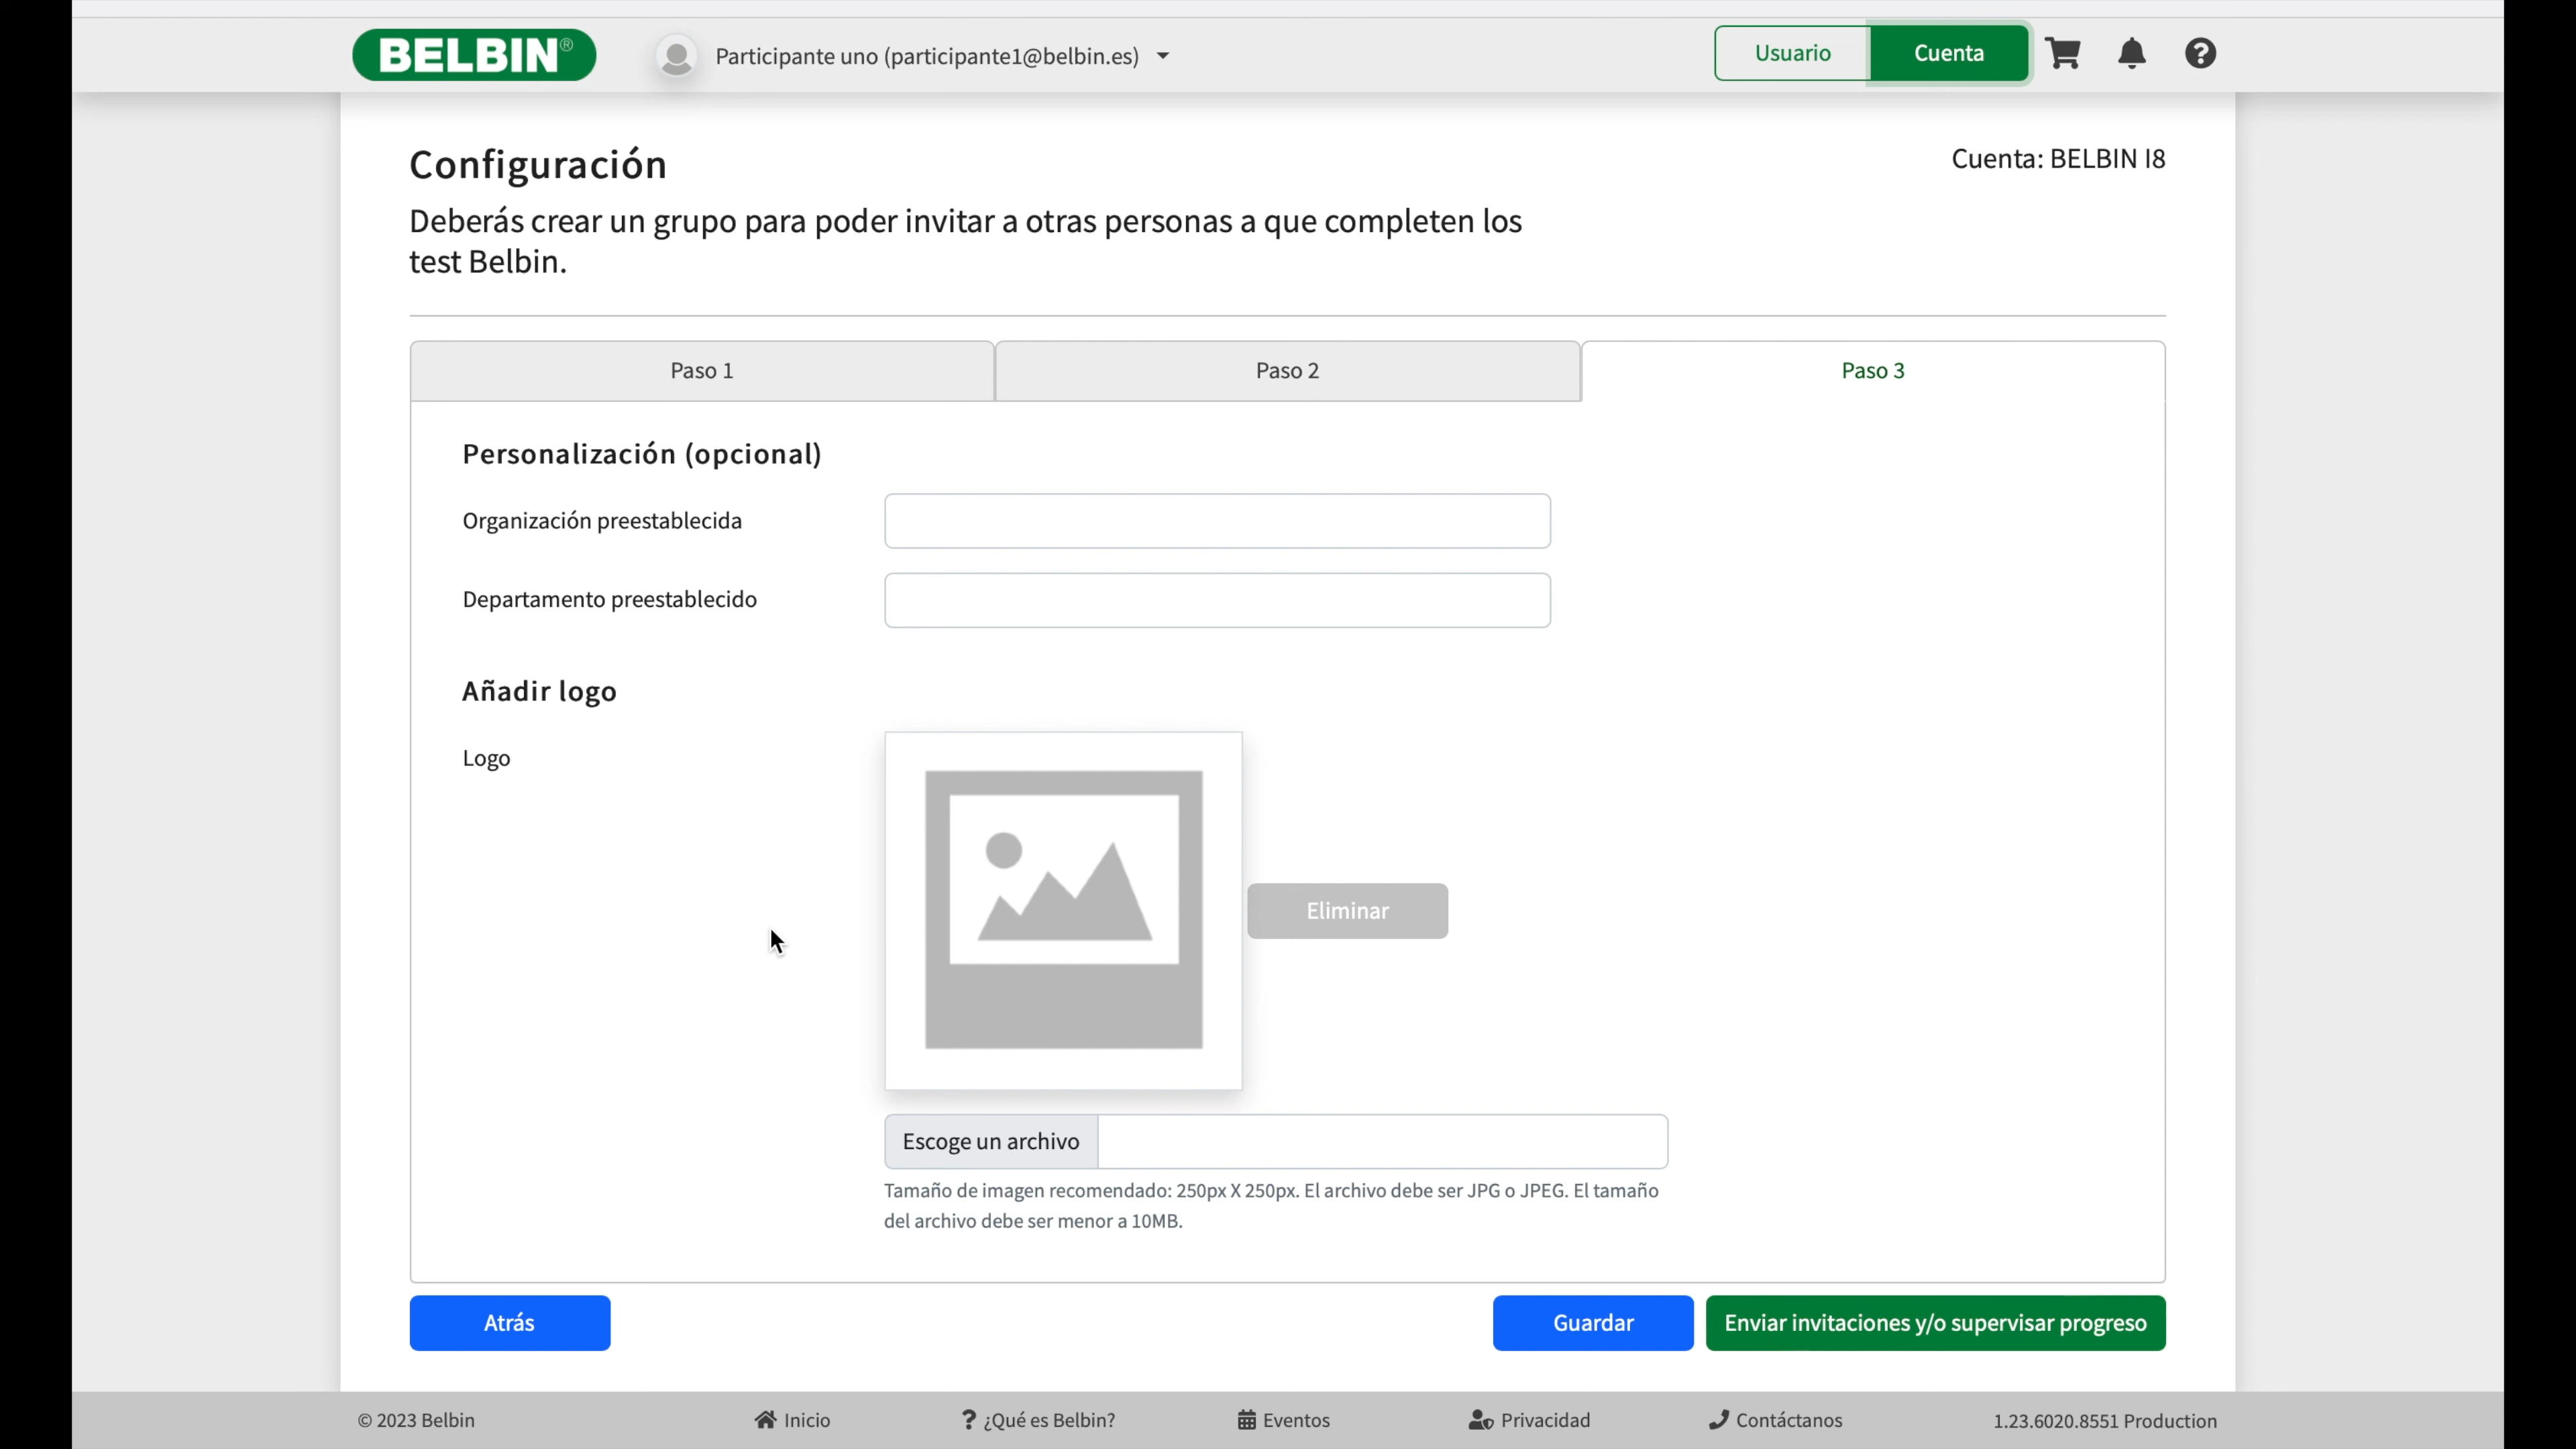 BELBIN®
Participante uno (participante1@belbin.es)
Usuario
Cuenta
Configuración
Cuenta: BELBIN I8
Deberás crear un grupo para poder invitar a otras personas a que completen los
test Belbin.
Paso 1
Paso 2
Paso 3
Personalización (opcional)
Organización preestablecida
Departamento preestablecido
Añadir logo
Logo
Eliminar
Escoge un archivo
Tamaño de imagen recomendado: 250px X 250px. El archivo debe ser JPG o JPEG. El tamaño
del archivo debe ser menor a 10MB.
Atrás
Guardar
Enviar invitaciones y/o supervisar progreso
© 2023 Belbin
Inicio
¿Qué es Belbin?
Eventos
Privacidad
Contáctanos
1.23.6020.8551 Production